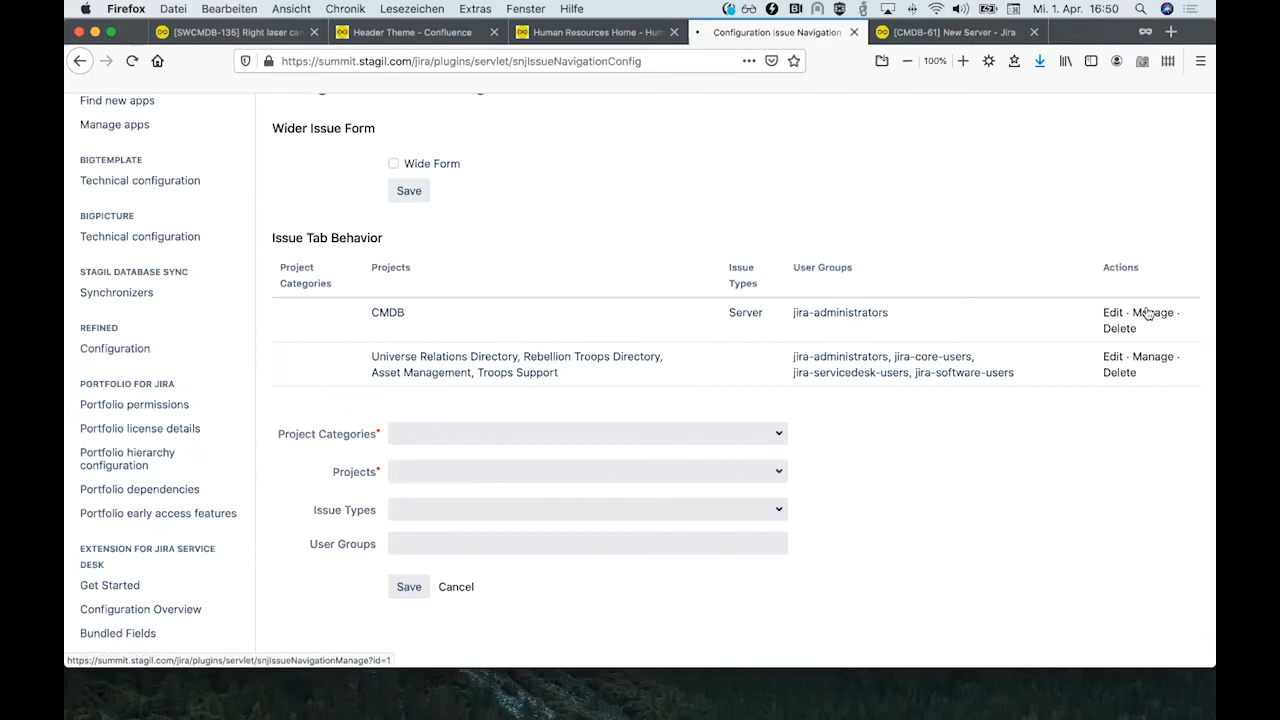 Firefox Datei Bearbeiten Ansicht Chronik Lesezeichen Extras Fenster Hilfe Mi. 1. Apr. 16:50
[SWCMDB-135] Right laser can Header Theme - Confluence Human Resources Home - Hum Configuration Issue Navigation [CMDB-61] New Server - Jira
https://summit.stagil.com/jira/plugins/servlet/snjIssueNavigationConfig 100%
Find new apps
Manage apps
BIGTEMPLATE
Technical configuration
BIGPICTURE
Technical configuration
STAGIL DATABASE SYNC
Synchronizers
REFINED
Configuration
PORTFOLIO FOR JIRA
Portfolio permissions
Portfolio license details
Portfolio hierarchy
configuration
Portfolio dependencies
Portfolio early access features
EXTENSION FOR JIRA SERVICE
DESK
Get Started
Configuration Overview
Bundled Fields
Wider Issue Form
Wide Form
Save
Issue Tab Behavior
Project Categories Projects Issue Types User Groups Actions
CMDB Server jira-administrators Edit · Manage ·
Delete
Universe Relations Directory, Rebellion Troops Directory, jira-administrators, jira-core-users, Edit · Manage ·
Asset Management, Troops Support jira-servicedesk-users, jira-software-users Delete
Project Categories*
Projects*
Issue Types
User Groups
Save Cancel
https://summit.stagil.com/jira/plugins/servlet/snjIssueNavigationManage?id=1